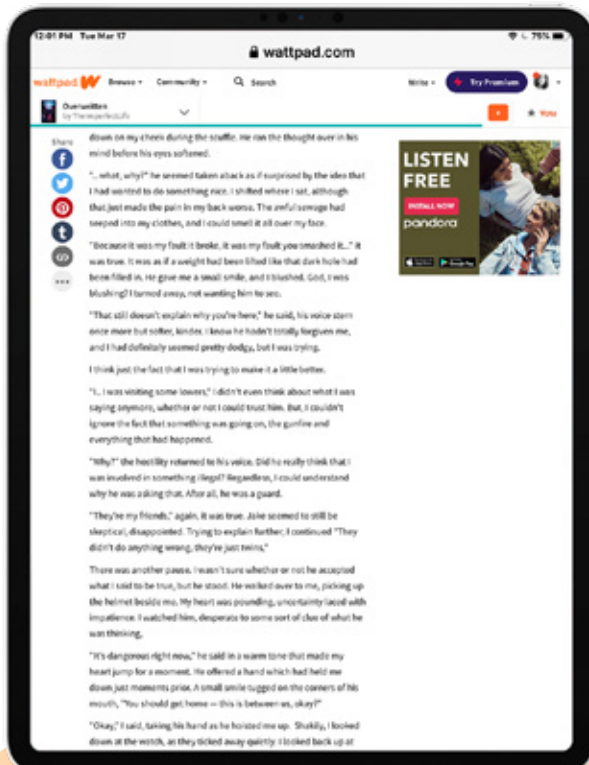 12:01 PM Tue Mar 17
75%
wattpad.com
wattpad
Browse
Community
Search
Write
Try Premium
Overwritten
by TheImperfectLife
+
Vote
Share
down on my cheek during the scuffle. He ran the thought over in his
mind before his eyes softened.
".. what, why?" he seemed taken aback as if surprised by the idea that
I had wanted to do something nice. I shifted where I sat, although
that just made the pain in my back worse. The awful sewage had
seeped into my clothes, and I could smell it all over my face.
"Because it was my fault it broke, it was my fault you smashed it..." it
was true. It was as if a weight had been lifted like that dark hole had
been filled in. He gave me a small smile, and I blushed. God, I was
blushing? I turned away, not wanting him to see.
"That still doesn't explain why you're here," he said, his voice stern
once more but softer, kinder. I know he hadn't totally forgiven me,
and I had definitely seemed pretty dodgy, but I was trying.
I think just the fact that I was trying to make it a little better.
"I.. I was visiting some lowers," I didn't even think about what I was
saying anymore, whether or not I could trust him. But, I couldn't
ignore the fact that something was going on, the gunfire and
everything that had happened.
"Why?" the hostility returned to his voice. Did he really think that I
was involved in something illegal? Regardless, I could understand
why he was asking that. After all, he was a guard.
"They're my friends," again, it was true. Jake seemed to still be
skeptical, disappointed. Trying to explain further, I continued "They
didn't do anything wrong, they're just twins,"
There was another pause. I wasn't sure whether or not he accepted
what I said to be true, but he stood. He walked over to me, picking up
the helmet beside me. My heart was pounding, uncertainty laced with
impatience. I watched him, desperate to some sort of clue of what he
was thinking.
"It's dangerous right now," he said in a warm tone that made my
heart jump for a moment. He offered a hand which had held me
down just moments prior. A small smile tugged on the corners of his
mouth, "You should get home — this is between us, okay?"
"Okay," I said, taking his hand as he hoisted me up. Shakily, I looked
down at the watch, as they ticked away quietly. I looked back up at
LISTEN
FREE
INSTALL NOW
pandora